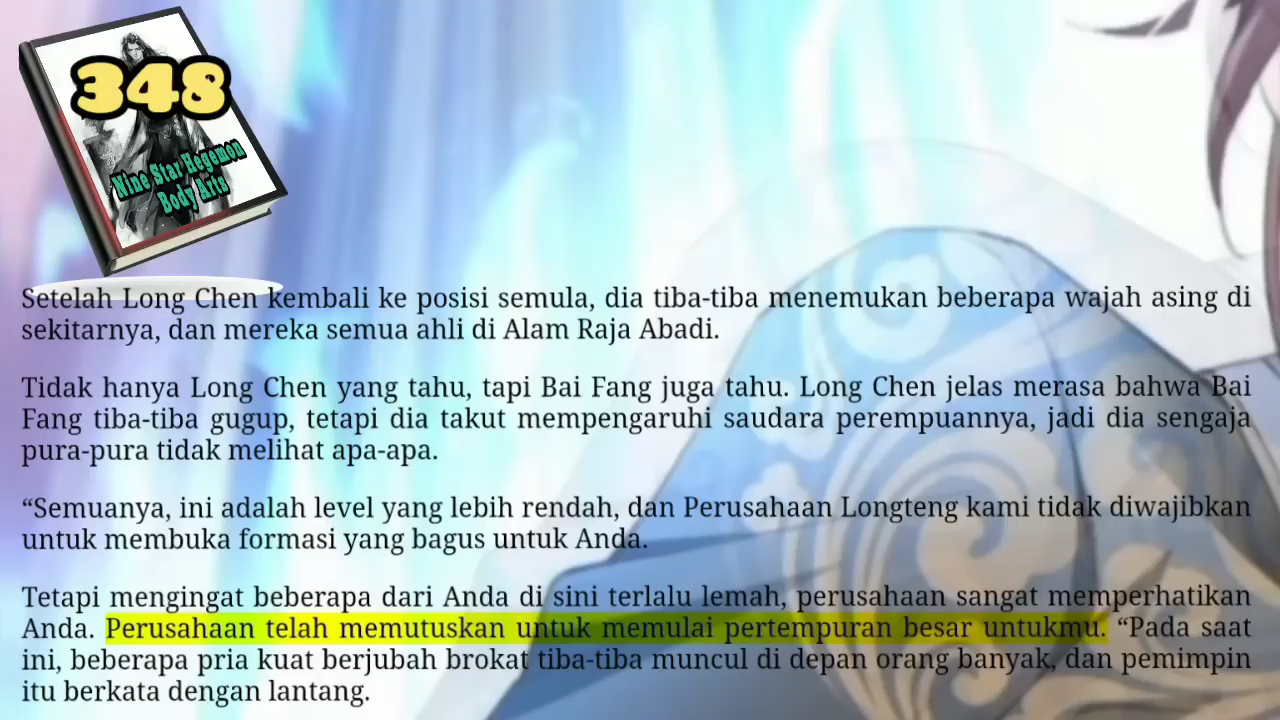 348
Nine Star Hegemon
Body Arts
Setelah Long Chen kembali ke posisi semula, dia tiba-tiba menemukan beberapa wajah asing di
sekitarnya, dan mereka semua ahli di Alam Raja Abadi.
Tidak hanya Long Chen yang tahu, tapi Bai Fang juga tahu. Long Chen jelas merasa bahwa Bai
Fang tiba-tiba gugup, tetapi dia takut mempengaruhi saudara perempuannya, jadi dia sengaja
pura-pura tidak melihat apa-apa.
“Semuanya, ini adalah level yang lebih rendah, dan Perusahaan Longteng kami tidak diwajibkan
untuk membuka formasi yang bagus untuk Anda.
Tetapi mengingat beberapa dari Anda di sini terlalu lemah, perusahaan sangat memperhatikan
Anda. Perusahaan telah memutuskan untuk memulai pertempuran besar untukmu. “Pada saat
ini, beberapa pria kuat berjubah brokat tiba-tiba muncul di depan orang banyak, dan pemimpin
itu berkata dengan lantang.